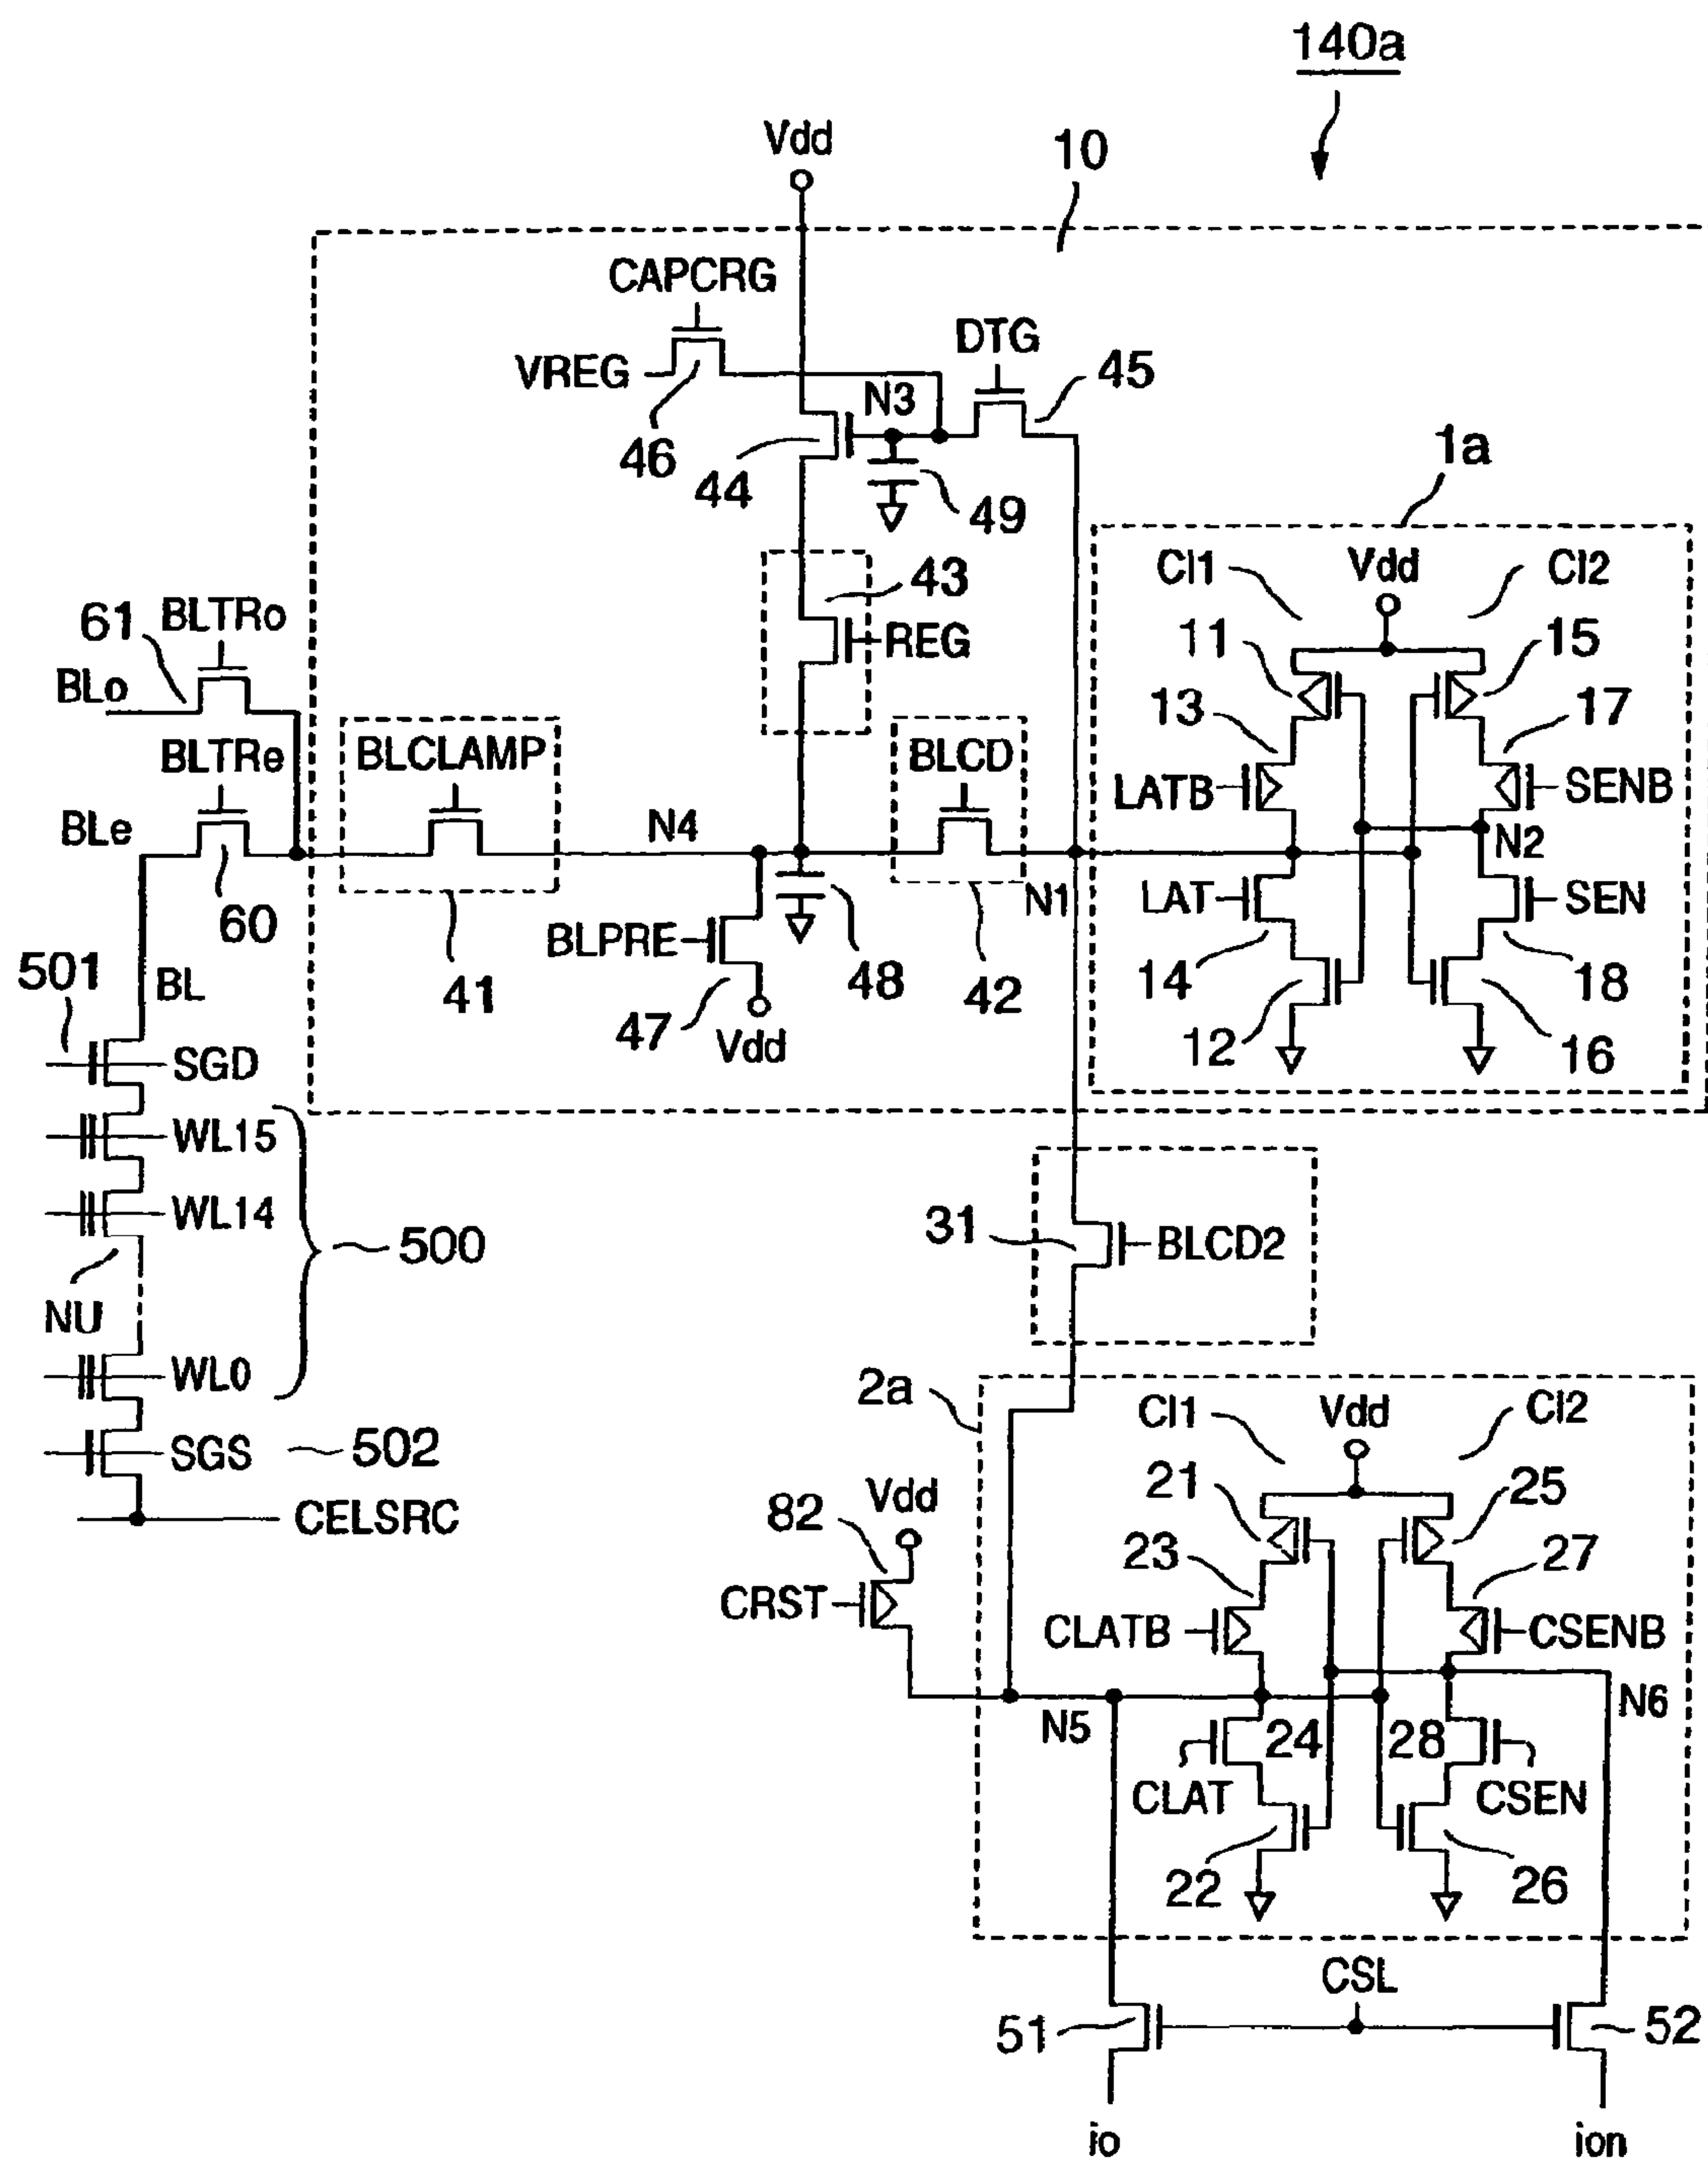 140a
Vdd
10
CAPCRG
DTG
VREG
N3
45
46
44
49
1a
CI1
Vdd
CI2
43
REG
11
15
61
BLTRo
BLo
13
17
BLTRe
BLCLAMP
BLCD
LATB
SENB
BLe
N4
N2
60
N1
LAT
SEN
BLPRE
501
BL
41
48
42
14
18
47
Vdd
12
16
SGD
WL15
WL14
500
31
BLCD2
NU
WL0
2a
CI1
Vdd
CI2
SGS
502
21
25
82
Vdd
CELSRC
23
27
CRST
CLATB
CSENB
N5
24
28
N6
CLAT
CSEN
22
26
CSL
51
52
io
ion